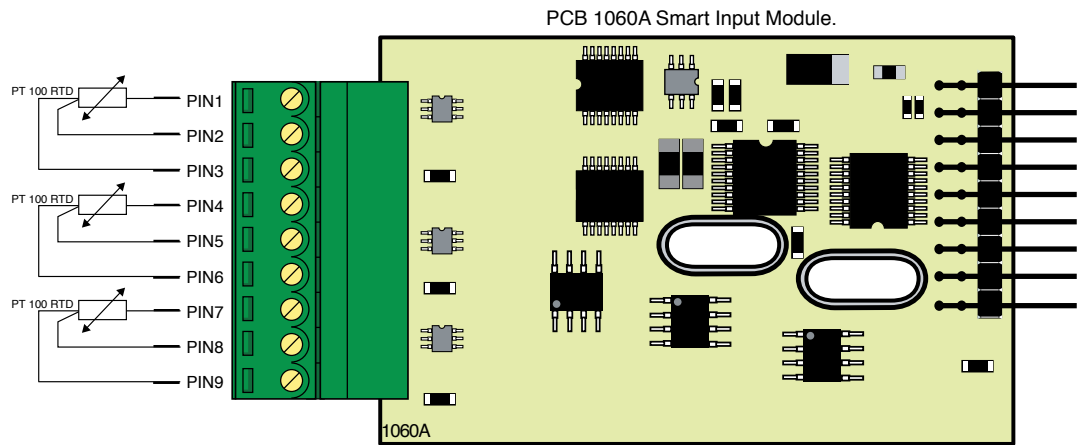 PCB 1060A Smart Input Module.
PT 100 RTD
PIN1
PIN2
PIN3
PT 100 RTD
PIN4
PIN5
PIN6
PT 100 RTD
PIN7
PIN8
PIN9
1060A